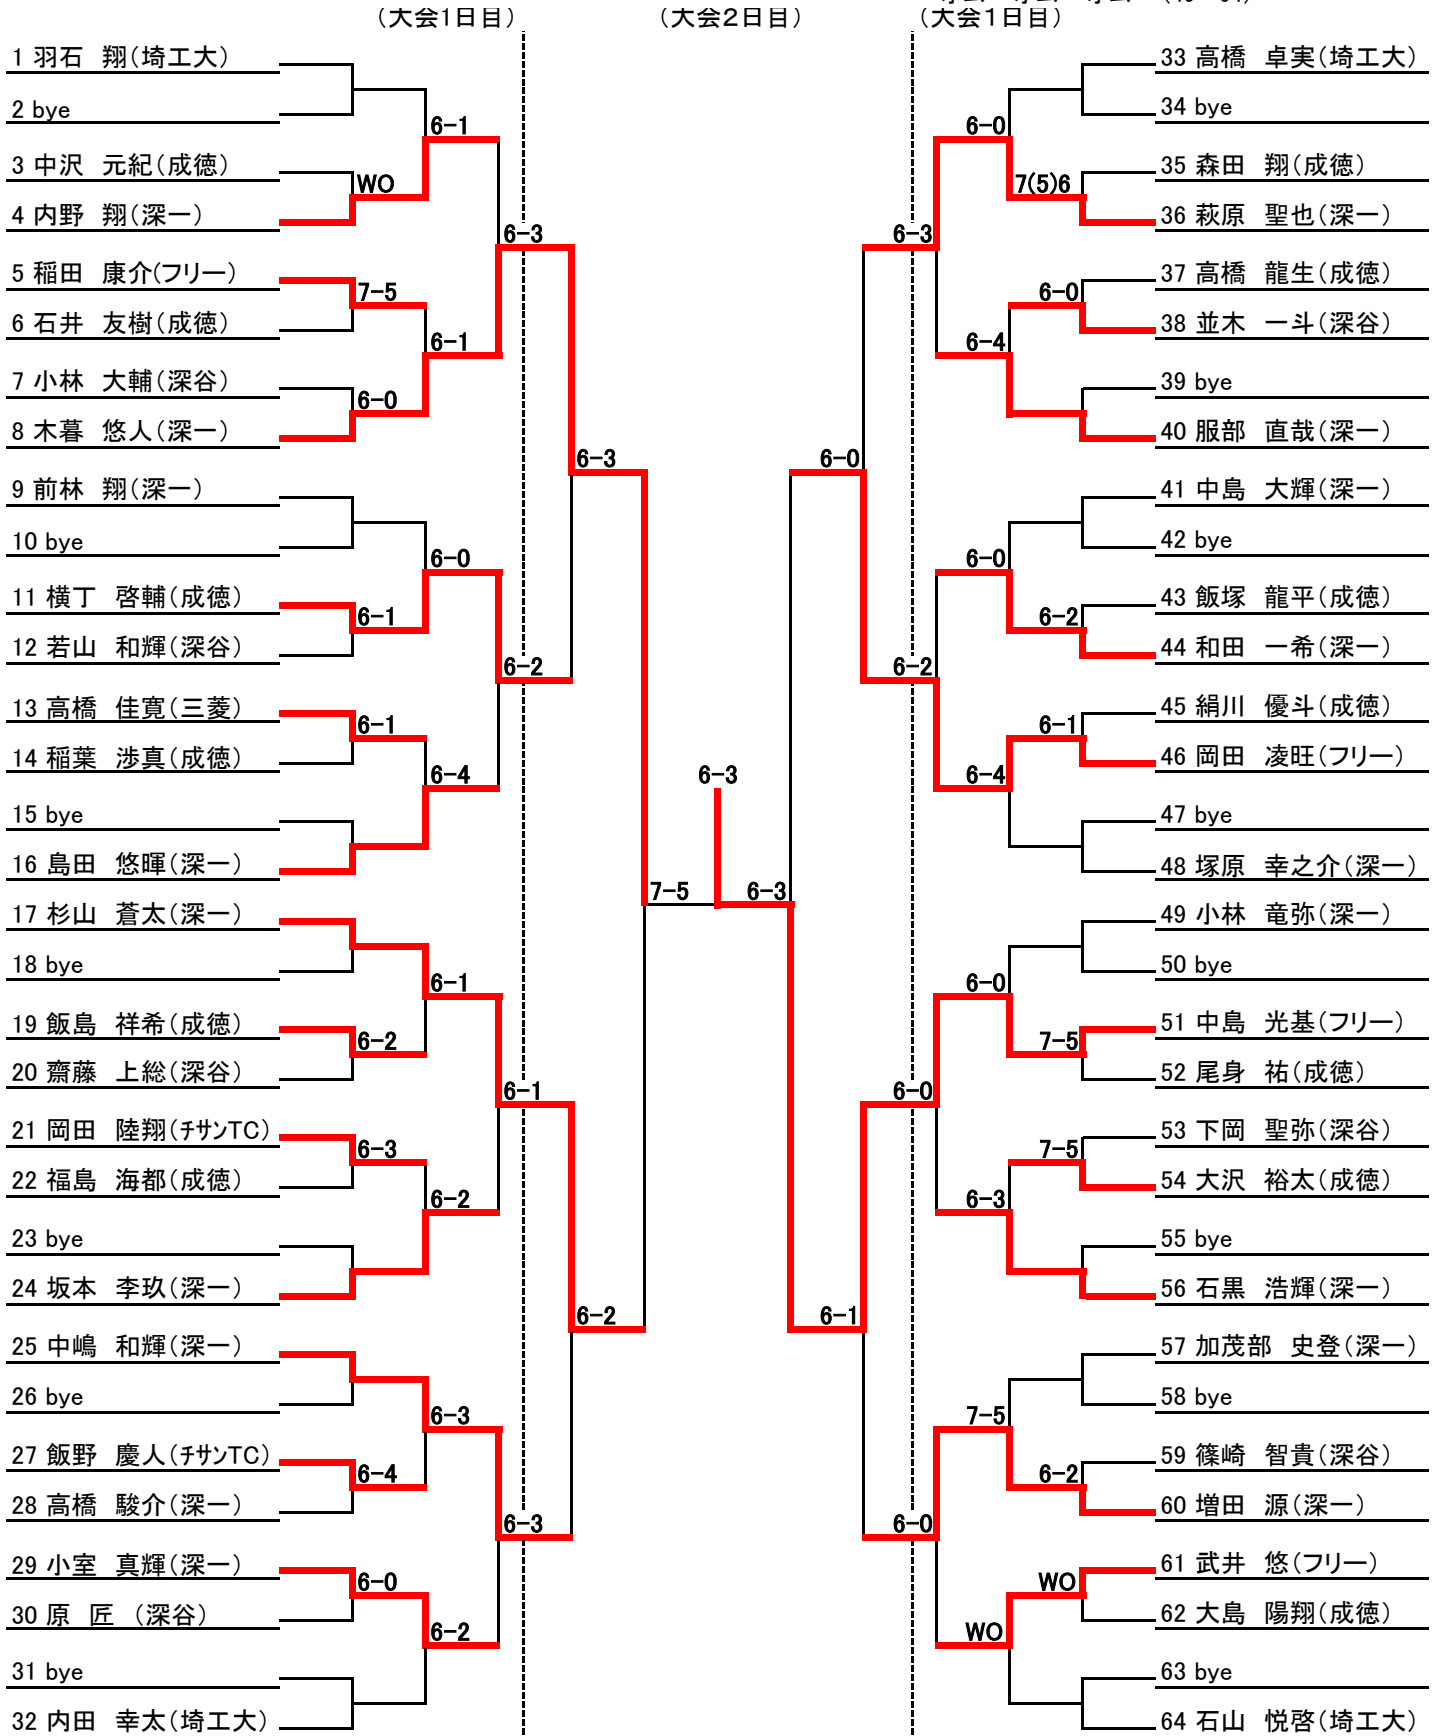 (大会1日目)
(大会2日目)
(大会1日目)
1 羽石　翔(埼工大)
2 bye
6-1
3 中沢　元紀(成徳)
WO
4 内野　翔(深一)
6-3
5 稲田　康介(フリー)
7-5
6 石井　友樹(成徳)
6-1
7 小林　大輔(深谷)
6-0
8 木暮　悠人(深一)
6-3
9 前林　翔(深一)
10 bye
6-0
11 横丁　啓輔(成徳)
6-1
12 若山　和輝(深谷)
6-2
13 高橋　佳寛(三菱)
6-1
14 稲葉　渉真(成徳)
6-4
15 bye
16 島田　悠暉(深一)
7-5
17 杉山　蒼太(深一)
18 bye
6-1
19 飯島　祥希(成徳)
6-2
20 齋藤　上総(深谷)
6-1
21 岡田　陸翔(チサンTC)
6-3
22 福島　海都(成徳)
6-2
23 bye
24 坂本　李玖(深一)
6-2
25 中嶋　和輝(深一)
26 bye
6-3
27 飯野　慶人(チサンTC)
6-4
28 高橋　駿介(深一)
6-3
29 小室　真輝(深一)
6-0
30 原　匠　(深谷)
6-2
31 bye
32 内田　幸太(埼工大)
6-3
6-3
33 高橋　卓実(埼工大)
34 bye
6-0
35 森田　翔(成徳)
7(5)6
36 萩原　聖也(深一)
6-3
37 高橋　龍生(成徳)
6-0
38 並木　一斗(深谷)
6-4
39 bye
40 服部　直哉(深一)
6-0
41 中島　大輝(深一)
42 bye
6-0
43 飯塚　龍平(成徳)
6-2
44 和田　一希(深一)
6-2
45 絹川　優斗(成徳)
6-1
46 岡田　凌旺(フリー)
6-4
47 bye
48 塚原　幸之介(深一)
49 小林　竜弥(深一)
50 bye
6-0
51 中島　光基(フリー)
7-5
52 尾身　祐(成徳)
6-0
53 下岡　聖弥(深谷)
7-5
54 大沢　裕太(成徳)
6-3
55 bye
56 石黒　浩輝(深一)
6-1
57 加茂部　史登(深一)
58 bye
7-5
59 篠崎　智貴(深谷)
6-2
60 増田　源(深一)
6-0
61 武井　悠(フリー)
WO
62 大島　陽翔(成徳)
WO
63 bye
64 石山　悦啓(埼工大)